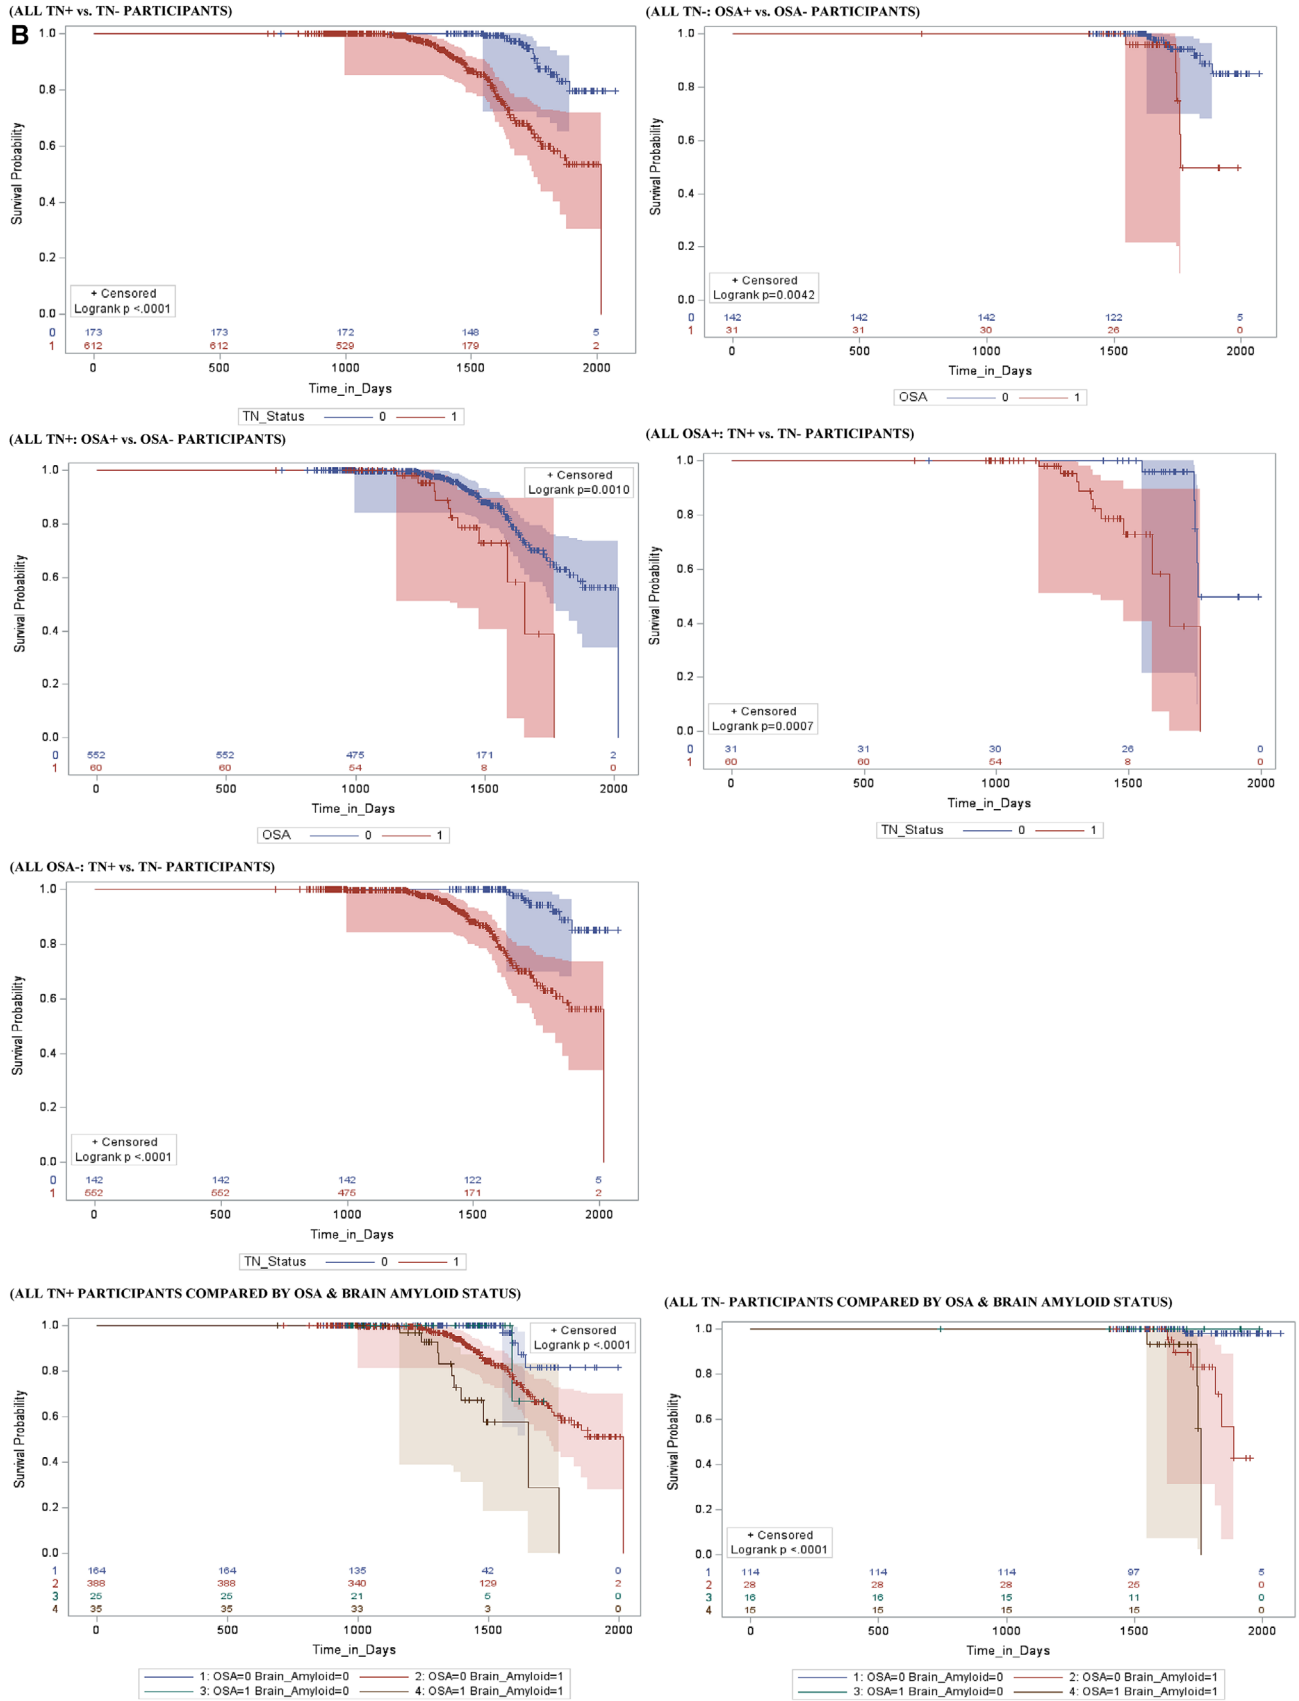 (ALL TN+ vs. TN- PARTICIPANTS)
B
1.0
0.8
0.6
0.4
0.2
0.0
Survival Probability
+ Censored
Logrank p <.0001
0 173 173 172 148 5
1 612 612 529 179 2
0 500 1000 1500 2000
Time_in_Days
TN_Status 0 1
(ALL TN-: OSA+ vs. OSA- PARTICIPANTS)
1.0
0.8
0.6
0.4
0.2
0.0
Survival Probability
+ Censored
Logrank p=0.0042
0 142 142 142 122 5
1 31 31 30 26 0
0 500 1000 1500 2000
Time_in_Days
OSA 0 1
(ALL TN+: OSA+ vs. OSA- PARTICIPANTS)
1.0
0.8
0.6
0.4
0.2
0.0
Survival Probability
+ Censored
Logrank p=0.0010
0 552 552 475 171 2
1 60 60 54 8 0
0 500 1000 1500 2000
Time_in_Days
OSA 0 1
(ALL OSA+: TN+ vs. TN- PARTICIPANTS)
1.0
0.8
0.6
0.4
0.2
0.0
Survival Probability
+ Censored
Logrank p=0.0007
0 31 31 30 26 0
1 60 60 54 8 0
0 500 1000 1500 2000
Time_in_Days
TN_Status 0 1
(ALL OSA-: TN+ vs. TN- PARTICIPANTS)
1.0
0.8
0.6
0.4
0.2
0.0
Survival Probability
+ Censored
Logrank p <.0001
0 142 142 142 122 5
1 552 552 475 171 2
0 500 1000 1500 2000
Time_in_Days
TN_Status 0 1
(ALL TN+ PARTICIPANTS COMPARED BY OSA & BRAIN AMYLOID STATUS)
1.0
0.8
0.6
0.4
0.2
0.0
Survival Probability
+ Censored
Logrank p <.0001
1 164 164 135 42 0
2 388 388 340 129 2
3 25 25 21 5 0
4 35 35 33 3 0
0 500 1000 1500 2000
Time_in_Days
1: OSA=0 Brain_Amyloid=0 2: OSA=0 Brain_Amyloid=1
3: OSA=1 Brain_Amyloid=0 4: OSA=1 Brain_Amyloid=1
(ALL TN- PARTICIPANTS COMPARED BY OSA & BRAIN AMYLOID STATUS)
1.0
0.8
0.6
0.4
0.2
0.0
Survival Probability
+ Censored
Logrank p <.0001
1 114 114 114 97 5
2 28 28 28 25 0
3 16 16 15 11 0
4 15 15 15 15 0
0 500 1000 1500 2000
Time_in_Days
1: OSA=0 Brain_Amyloid=0 2: OSA=0 Brain_Amyloid=1
3: OSA=1 Brain_Amyloid=0 4: OSA=1 Brain_Amyloid=1